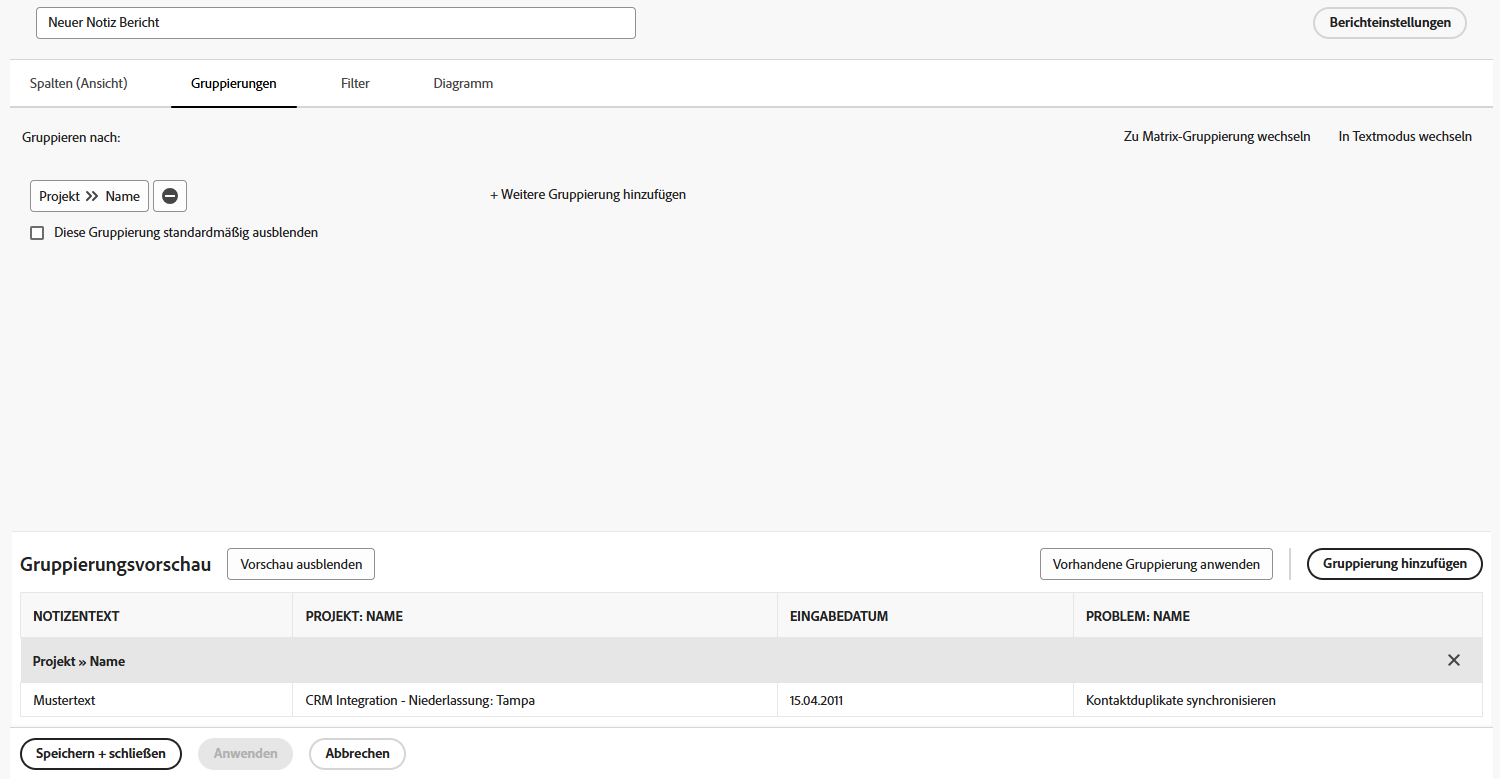 Neuer Notiz Bericht
Berichteinstellungen
Spalten (Ansicht) Gruppierungen Filter Diagramm
Gruppieren nach:
Zu Matrix-Gruppierung wechseln In Textmodus wechseln
Projekt >> Name
+ Weitere Gruppierung hinzufügen
Diese Gruppierung standardmäßig ausblenden
Gruppierungsvorschau Vorschau ausblenden Vorhandene Gruppierung anwenden Gruppierung hinzufügen
NOTIZENTEXT PROJEKT: NAME EINGABEDATUM PROBLEM: NAME
Projekt » Name
Mustertext CRM Integration - Niederlassung: Tampa 15.04.2011 Kontaktduplikate synchronisieren
Speichern + schließen Anwenden Abbrechen